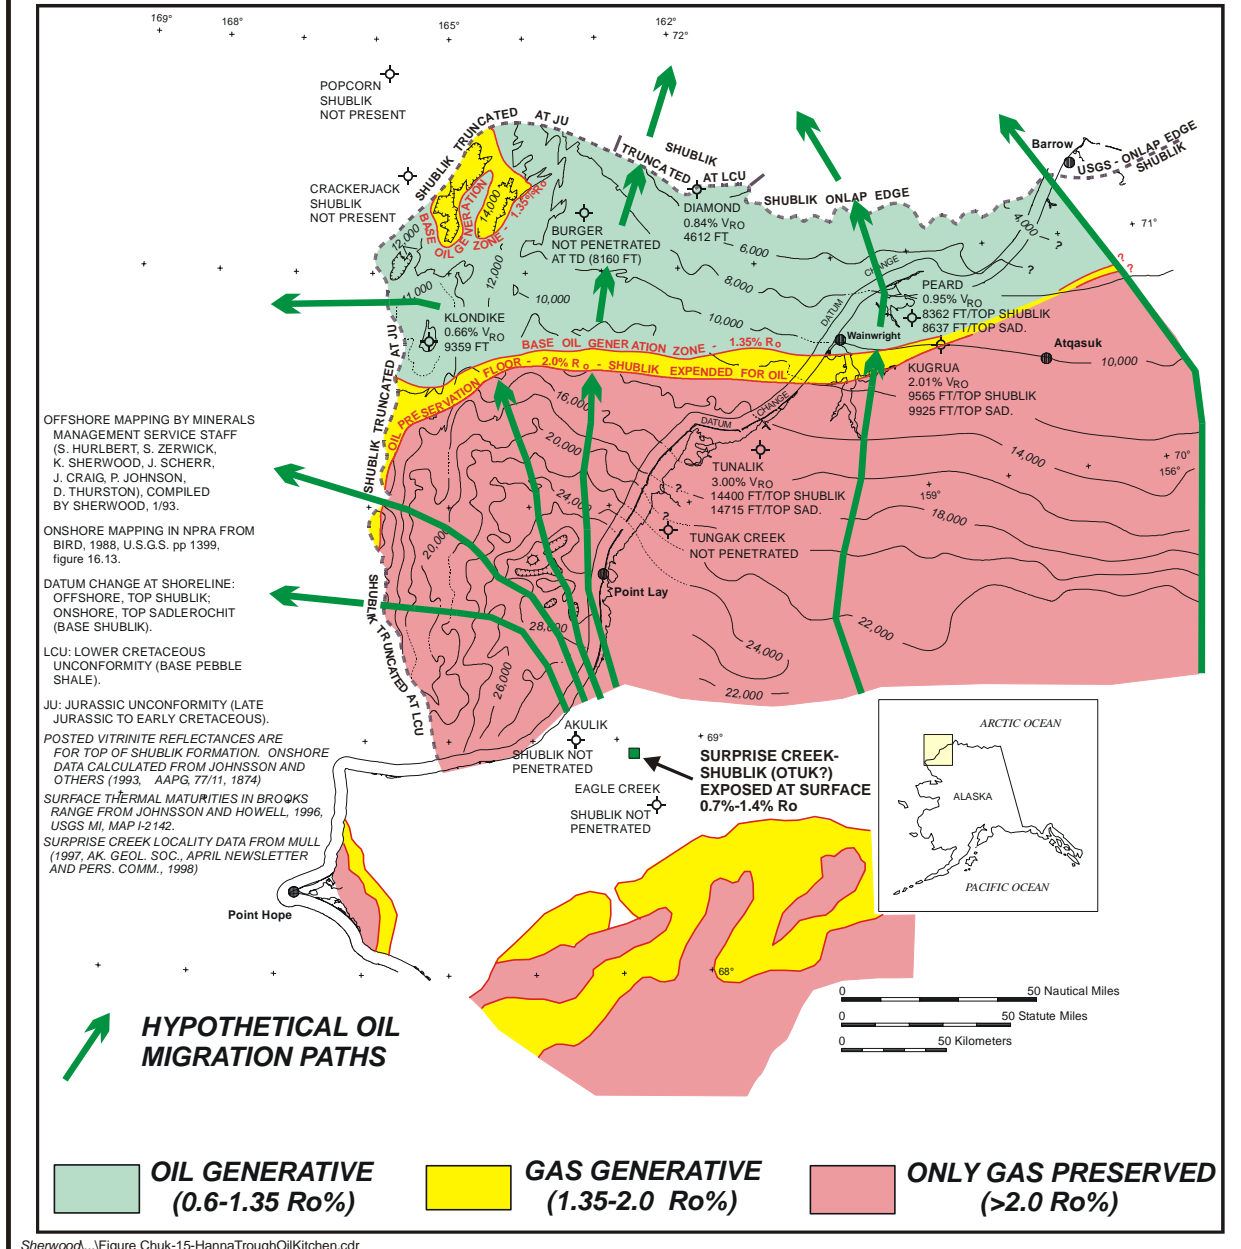 169°
168°
165°
162°
72°
POPCORN
SHUBLIK
NOT PRESENT
CRACKERJACK
SHUBLIK
NOT PRESENT
SHUBLIK TRUNCATED AT JU
SHUBLIK
TRUNCATED AT LCU
SHUBLIK ONLAP EDGE
Barrow
USGS - ONLAP EDGE
SHUBLIK
71°
BASE OIL GENERATION ZONE - 1.35% Ro
14,000
12,000
11,000
12,000
10,000
BURGER
NOT PENETRATED
AT TD (8160 FT)
DIAMOND
0.84% VRO
4612 FT
6,000
8,000
10,000
4,000
?
?
?
?
DATUM CHANGE
PEARD
0.95% VRO
8362 FT/TOP SHUBLIK
8637 FT/TOP SAD.
KLONDIKE
0.66% VRO
9359 FT
Wainwright
Atqasuk
10,000
BASE OIL GENERATION ZONE - 1.35% Ro
OIL PRESERVATION FLOOR - 2.0% Ro - SHUBLIK EXPENDED FOR OIL
KUGRUA
2.01% VRO
9565 FT/TOP SHUBLIK
9925 FT/TOP SAD.
SHUBLIK TRUNCATED AT JU
16,000
20,000
24,000
DATUM CHANGE
14,000
70°
156°
159°
18,000
TUNALIK
3.00% VRO
14400 FT/TOP SHUBLIK
14715 FT/TOP SAD.
?
?
TUNGAK CREEK
NOT PENETRATED
20,000
Point Lay
28,000
26,000
24,000
22,000
22,000
SHUBLIK TRUNCATED AT LCU
OFFSHORE MAPPING BY MINERALS
MANAGEMENT SERVICE STAFF
(S. HURLBERT, S. ZERWICK,
K. SHERWOOD, J. SCHERR,
J. CRAIG, P. JOHNSON,
D. THURSTON), COMPILED
BY SHERWOOD, 1/93.
ONSHORE MAPPING IN NPRA FROM
BIRD, 1988, U.S.G.S. pp 1399,
figure 16.13.
DATUM CHANGE AT SHORELINE:
OFFSHORE, TOP SHUBLIK;
ONSHORE, TOP SADLEROCHIT
(BASE SHUBLIK).
LCU: LOWER CRETACEOUS
UNCONFORMITY (BASE PEBBLE
SHALE).
JU: JURASSIC UNCONFORMITY (LATE
JURASSIC TO EARLY CRETACEOUS).
POSTED VITRINITE REFLECTANCES ARE
FOR TOP OF SHUBLIK FORMATION. ONSHORE
DATA CALCULATED FROM JOHNSSON AND
OTHERS (1993, AAPG, 77/11, 1874)
SURFACE THERMAL MATURITIES IN BROOKS
RANGE FROM JOHNSSON AND HOWELL, 1996,
USGS MI, MAP I-2142.
SURPRISE CREEK LOCALITY DATA FROM MULL
(1997, AK. GEOL. SOC., APRIL NEWSLETTER
AND PERS. COMM., 1998)
AKULIK
SHUBLIK NOT
PENETRATED
69°
SURPRISE CREEK-
SHUBLIK (OTUK?)
EXPOSED AT SURFACE
0.7%-1.4% Ro
EAGLE CREEK
SHUBLIK NOT
PENETRATED
ARCTIC OCEAN
ALASKA
PACIFIC OCEAN
Point Hope
68°
0 50 Nautical Miles
0 50 Statute Miles
0 50 Kilometers
HYPOTHETICAL OIL
MIGRATION PATHS
OIL GENERATIVE
(0.6-1.35 Ro%)
GAS GENERATIVE
(1.35-2.0 Ro%)
ONLY GAS PRESERVED
(>2.0 Ro%)
Sherwood\...\Figure Chuk-15-HannaTroughOilKitchen.cdr